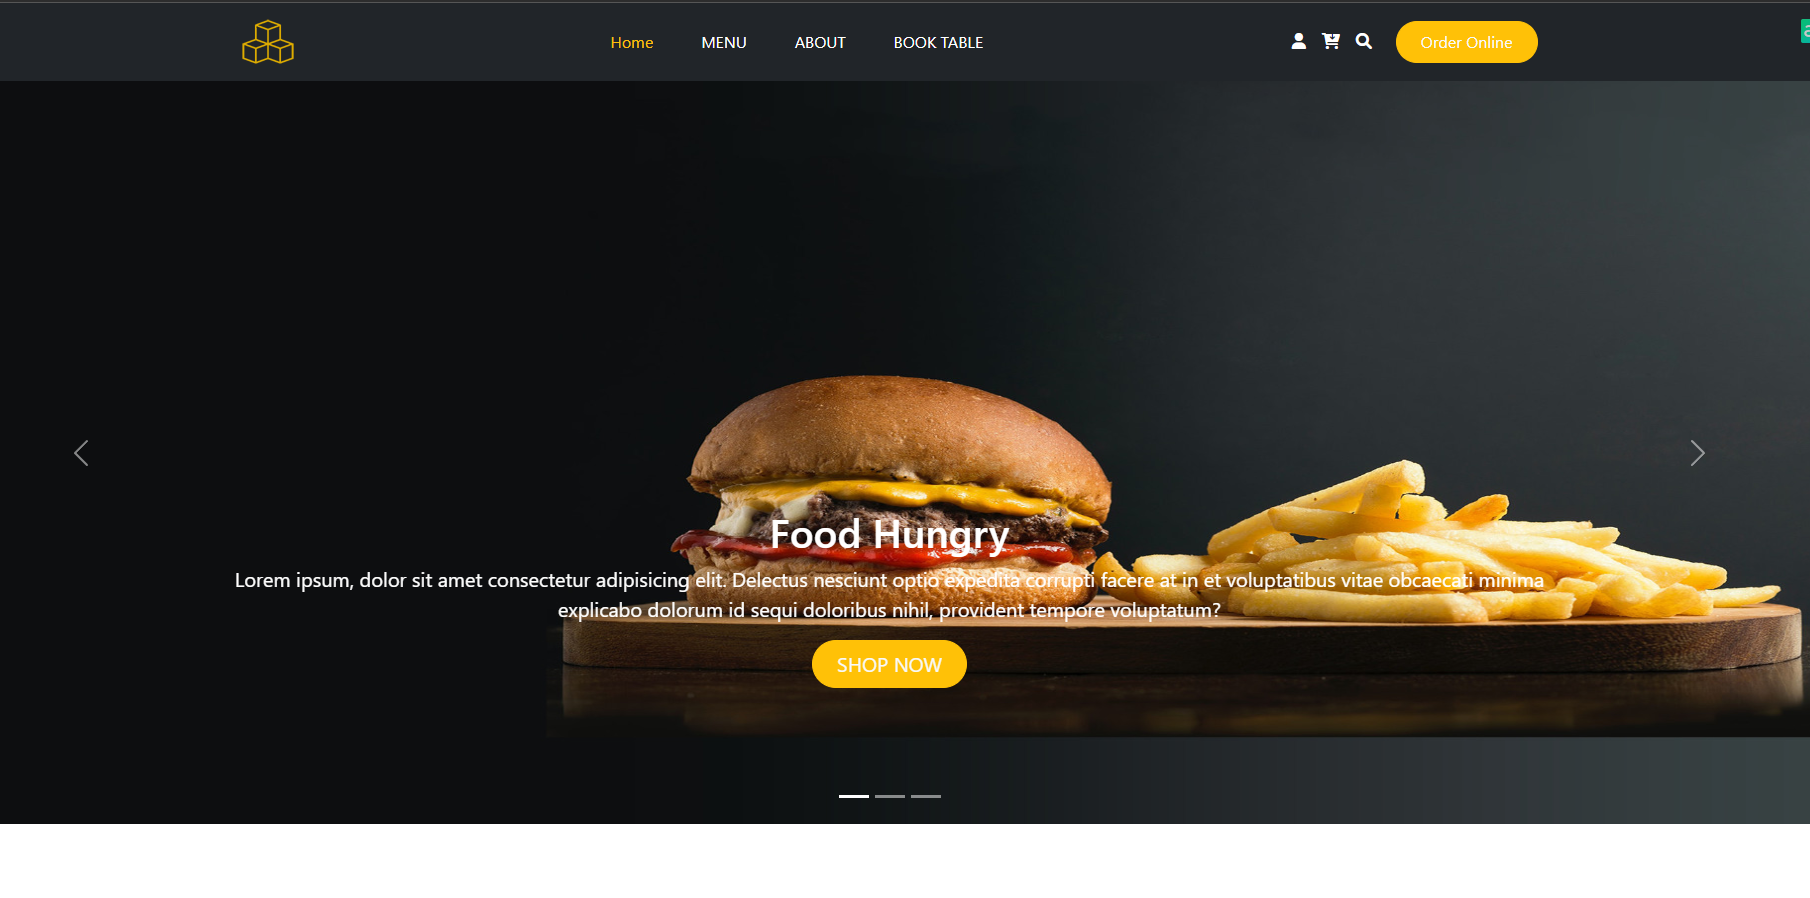 Home
MENU
ABOUT
BOOK TABLE
Order Online
Food Hungry
Lorem ipsum, dolor sit amet consectetur adipisicing elit. Delectus nesciunt optio expedita corrupti facere at in et voluptatibus vitae obcaecati minima
explicabo dolorum id sequi doloribus nihil, provident tempore voluptatum?
SHOP NOW